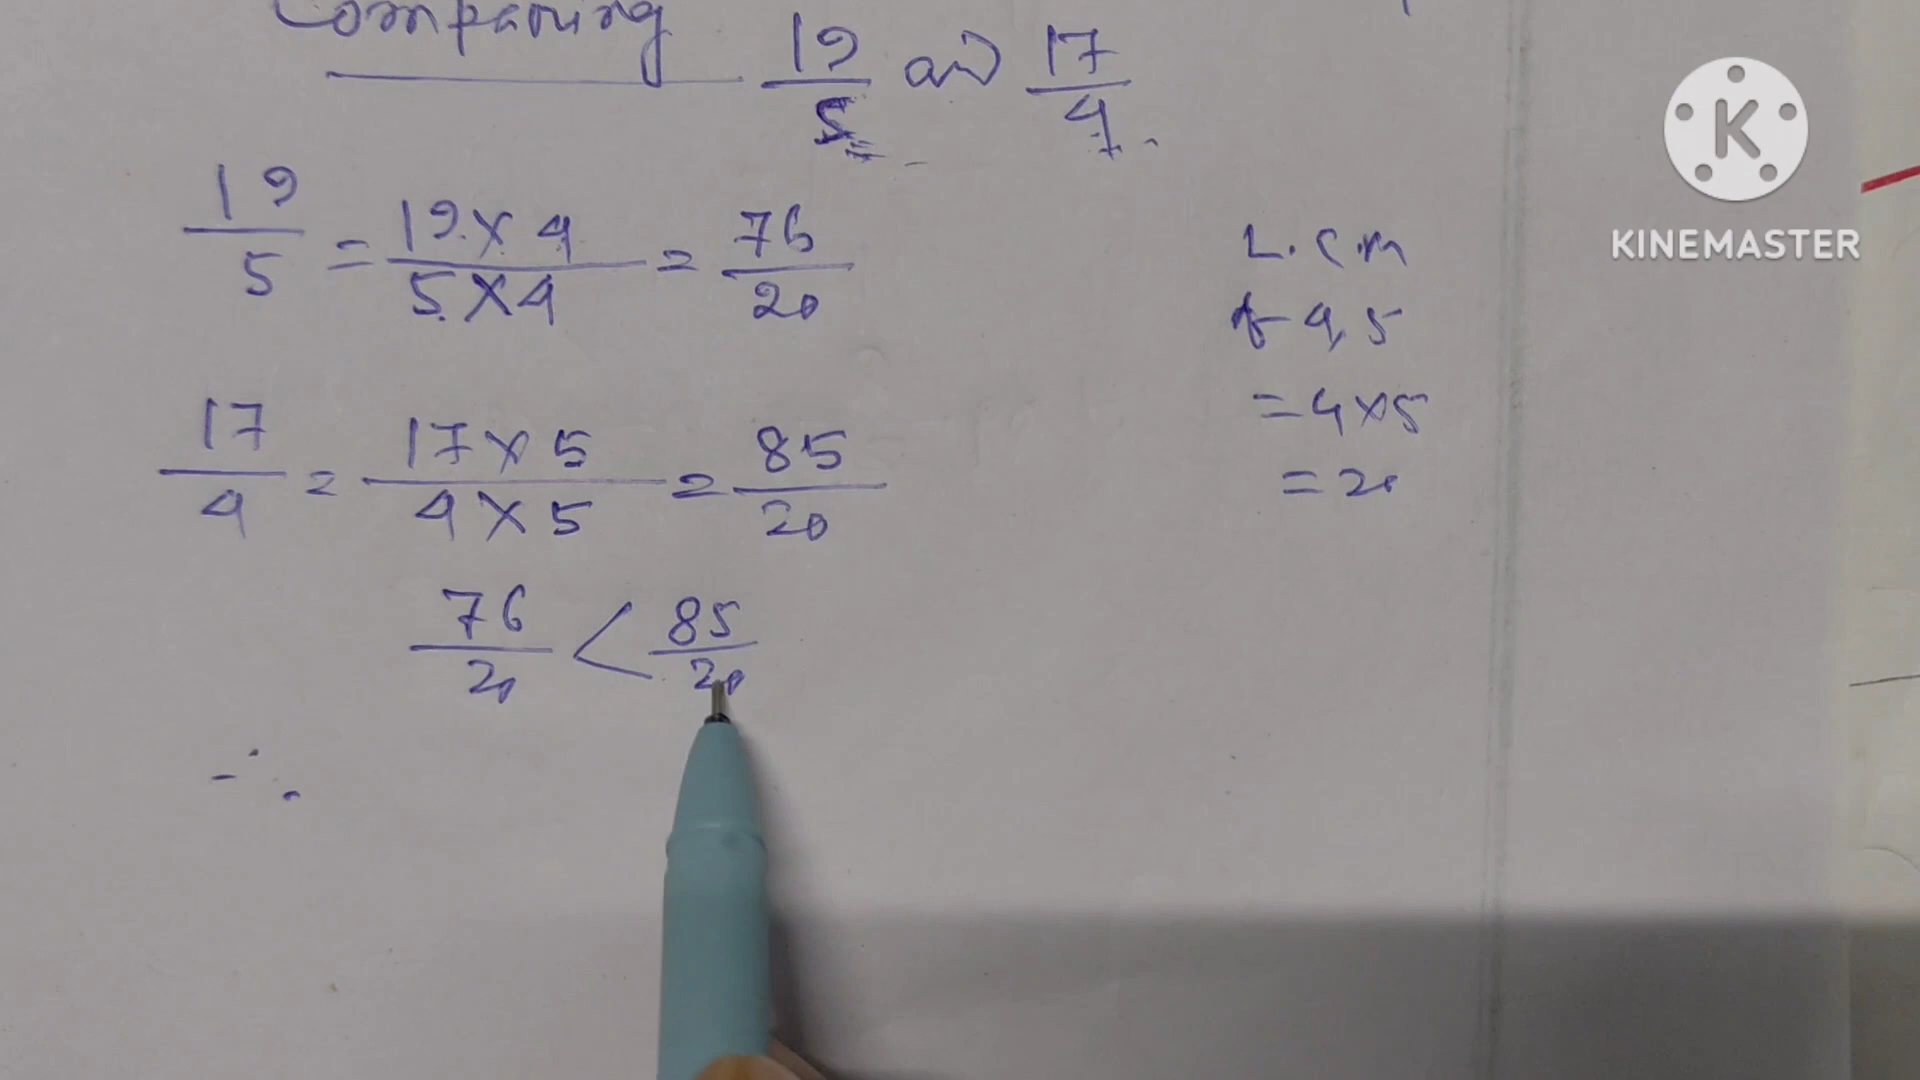 Comparing 19/5 and 17/4.
19/5 = 19×4/5×4 = 76/20
17/4 = 17×5/4×5 = 85/20
76/20 < 85/20
∴
L.C.M
of 4,5
=4×5
=20
K
KINEMASTER